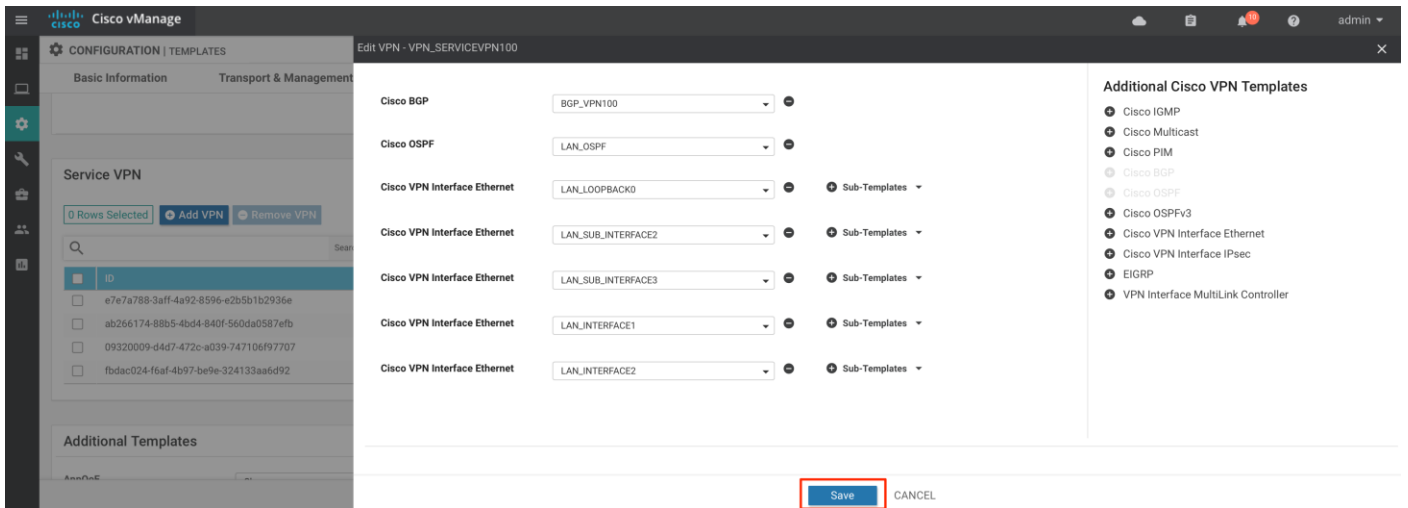 cisco Cisco vManage
10
admin
CONFIGURATION | TEMPLATES
Edit VPN - VPN_SERVICEVPN100
Basic Information
Transport & Management
Cisco BGP
BGP_VPN100
Cisco OSPF
LAN_OSPF
Cisco VPN Interface Ethernet
LAN_LOOPBACK0
Sub-Templates
Cisco VPN Interface Ethernet
LAN_SUB_INTERFACE2
Sub-Templates
Cisco VPN Interface Ethernet
LAN_SUB_INTERFACE3
Sub-Templates
Cisco VPN Interface Ethernet
LAN_INTERFACE1
Sub-Templates
Cisco VPN Interface Ethernet
LAN_INTERFACE2
Sub-Templates
Additional Cisco VPN Templates
Cisco IGMP
Cisco Multicast
Cisco PIM
Cisco BGP
Cisco OSPF
Cisco OSPFv3
Cisco VPN Interface Ethernet
Cisco VPN Interface IPsec
EIGRP
VPN Interface MultiLink Controller
Service VPN
0 Rows Selected
Add VPN
Remove VPN
ID
e7e7a788-3aff-4a92-8596-e2b5b1b2936e
ab266174-88b5-4bd4-840f-560da0587efb
09320009-d4d7-472c-a039-747106f97707
fbdac024-f6af-4b97-be9e-324133aa6d92
Additional Templates
AppQoE
Save
CANCEL